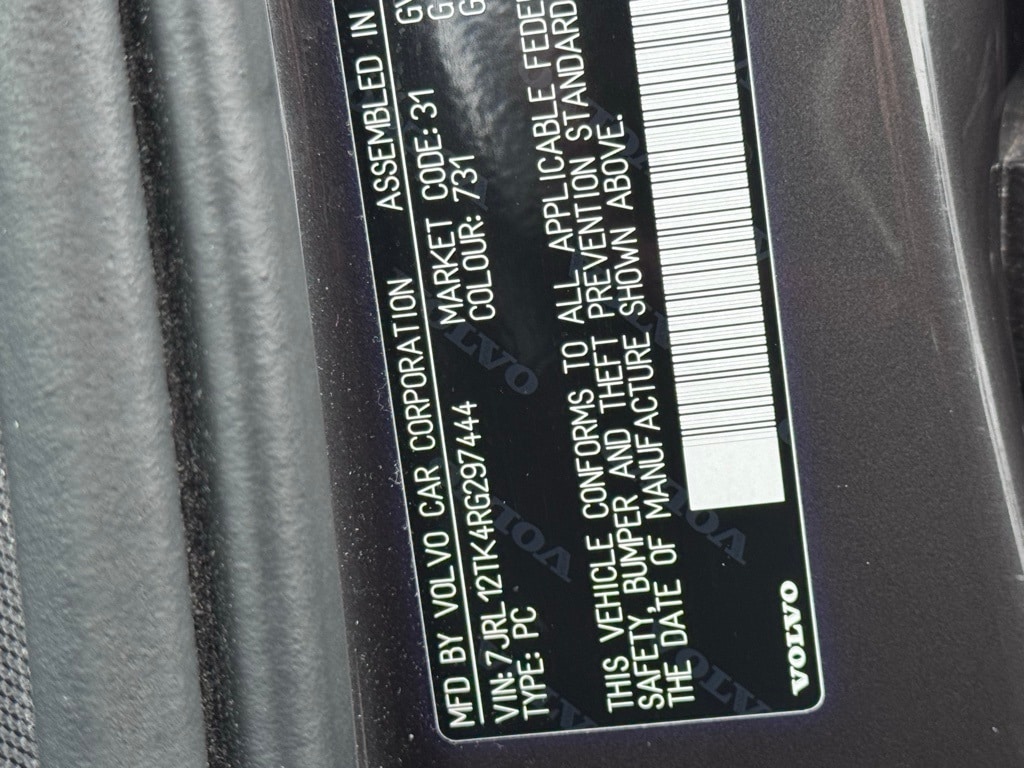 MFD BY VOLVO CAR CORPORATION ASSEMBLED IN
VIN: 7JRL12TK4RG297444 MARKET CODE: 31
TYPE: PC COLOUR: 731
THIS VEHICLE CONFORMS TO ALL APPLICABLE FEDE
SAFETY, BUMPER AND THEFT PREVENTION STANDARD
THE DATE OF MANUFACTURE SHOWN ABOVE.
VOLVO